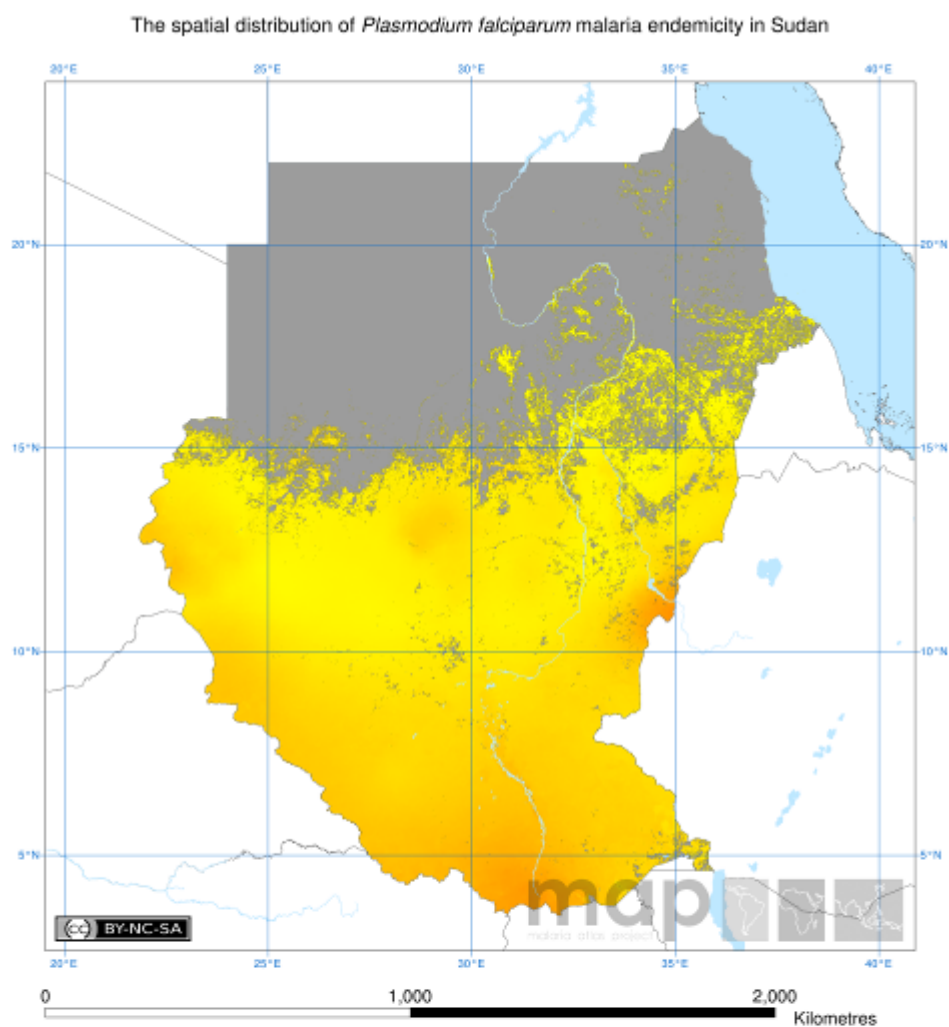 The spatial distribution of Plasmodium falciparum malaria endemicity in Sudan
20°E 25°E 30°E 35°E 40°E
20°N 20°N
15°N 15°N
10°N 10°N
5°N 5°N
map
malaria atlas project
cc BY-NC-SA
20°E 25°E 30°E 35°E 40°E
0 1,000 2,000
Kilometres